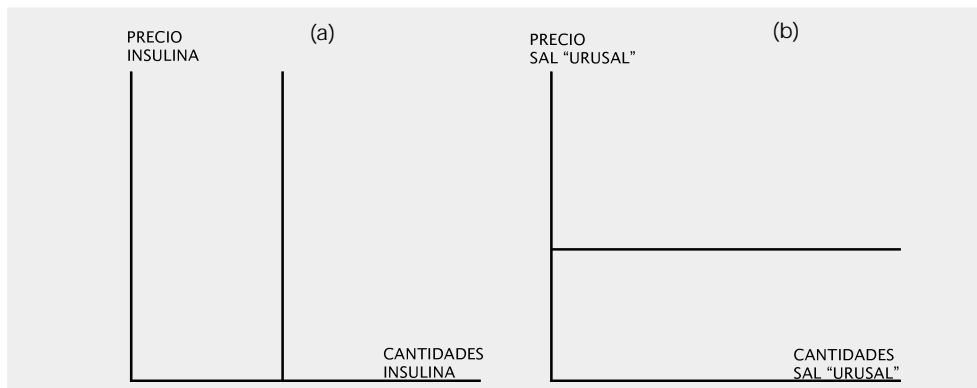 (a)
PRECIO
INSULINA
CANTIDADES
INSULINA
(b)
PRECIO
SAL “URUSAL”
CANTIDADES
SAL “URUSAL”